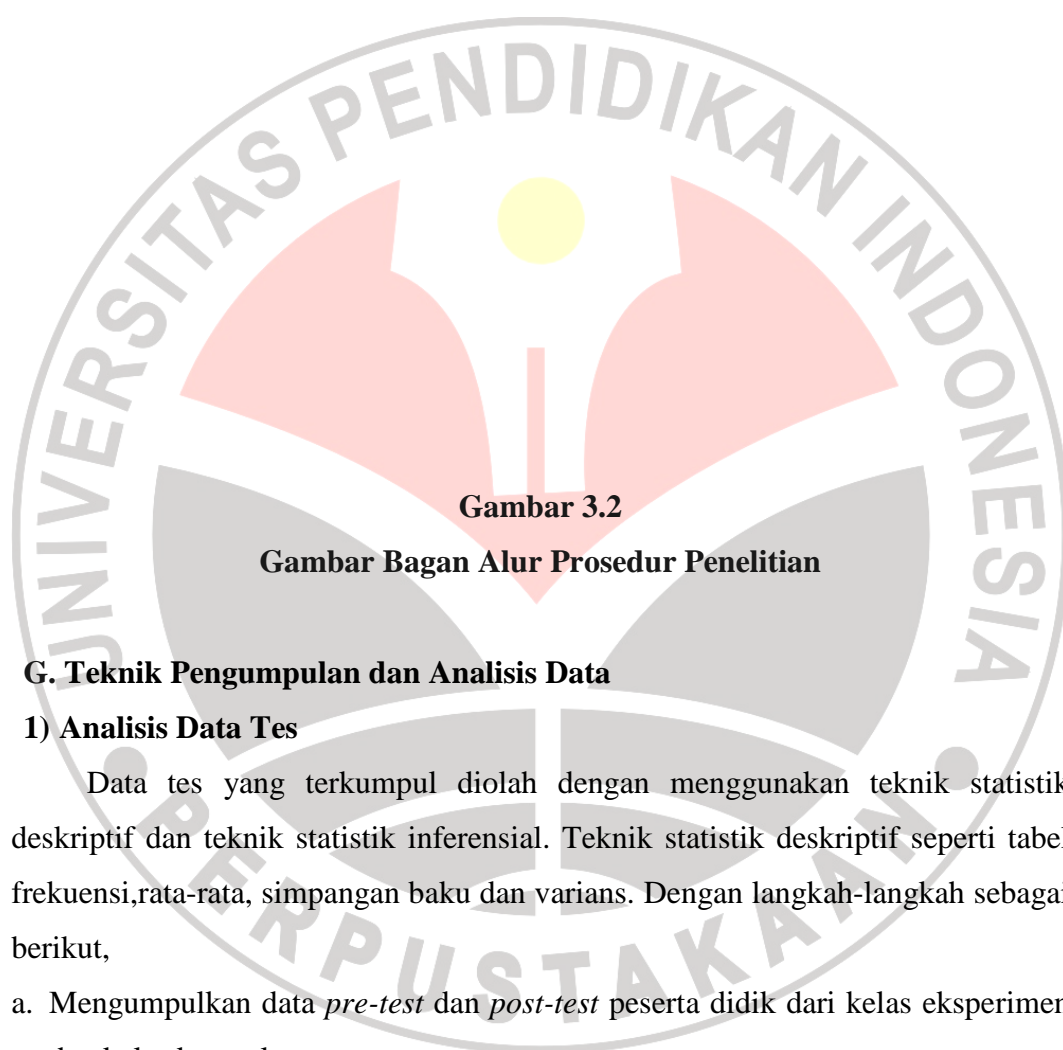 UNIVERSITAS PENDIDIKAN INDONESIA
Gambar 3.2
Gambar Bagan Alur Prosedur Penelitian
G. Teknik Pengumpulan dan Analisis Data
1) Analisis Data Tes
Data tes yang terkumpul diolah dengan menggunakan teknik statistik
deskriptif dan teknik statistik inferensial. Teknik statistik deskriptif seperti tabel
frekuensi,rata-rata, simpangan baku dan varians. Dengan langkah-langkah sebagai
berikut,
a. Mengumpulkan data pre-test dan post-test peserta didik dari kelas eksperimen
PERPUSTAKAAN